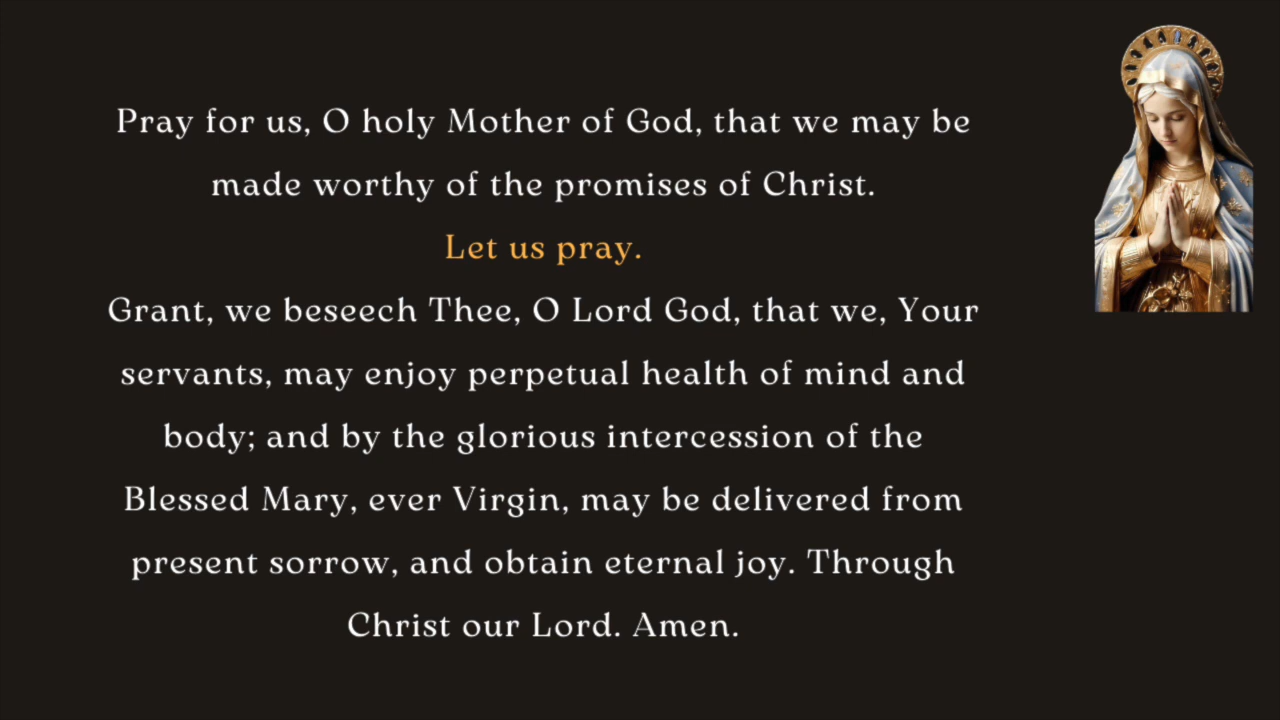 Pray for us, O holy Mother of God, that we may be
made worthy of the promises of Christ.
Let us pray.
Grant, we beseech Thee, O Lord God, that we, Your
servants, may enjoy perpetual health of mind and
body; and by the glorious intercession of the
Blessed Mary, ever Virgin, may be delivered from
present sorrow, and obtain eternal joy. Through
Christ our Lord. Amen.